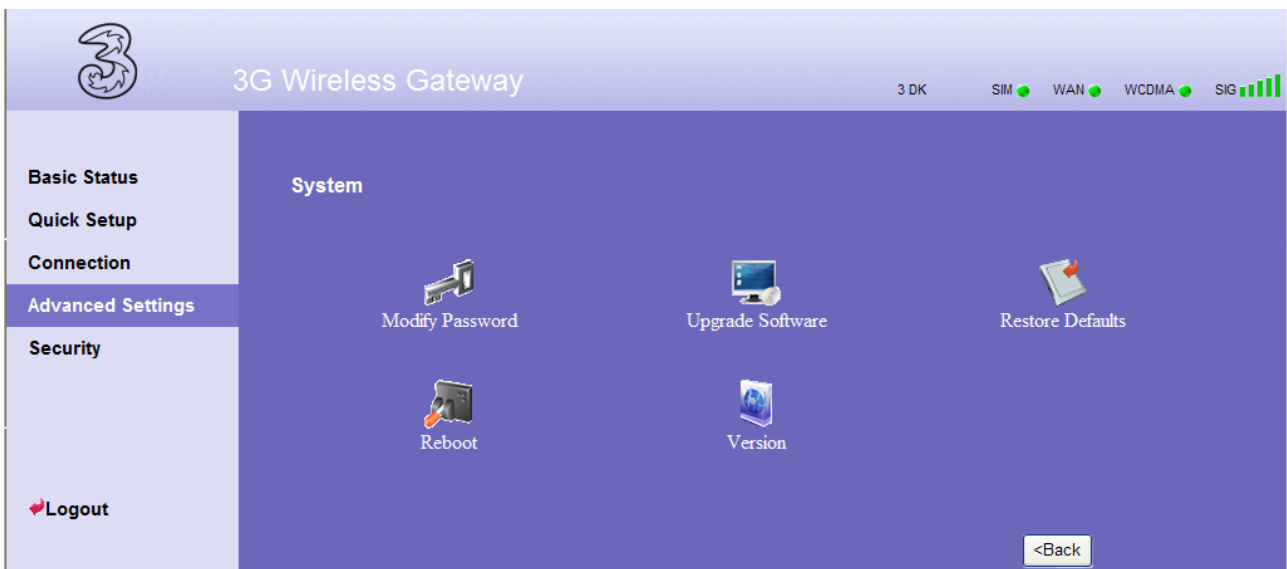 3
3G Wireless Gateway
3 DK SIM WAN WCDMA SIG
Basic Status
Quick Setup
Connection
Advanced Settings
Security
Logout
System
Modify Password
Upgrade Software
Restore Defaults
Reboot
Version
<Back